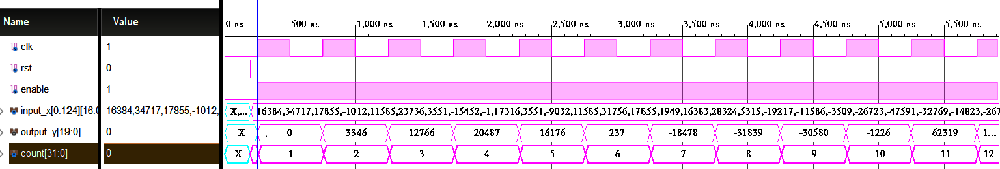 Name Value
0 ns 500 ns 1,000 ns 1,500 ns 2,000 ns 2,500 ns 3,000 ns 3,500 ns 4,000 ns 4,500 ns 5,000 ns 5,500 ns
clk 1
rst 0
enable 1
input_x[0:124][16:0 16384,34717,17855,-1012, X,... 16384,34717,17855,-1012,11585,23736,3551,-15452,-1,17316,3551,-9032,11585,31756,17855,1949,16383,28324,5315,-19217,-11586,-3509,-26723,-47591,-32769,-14823,-267
output_y[19:0] 0 X 0 3346 12766 20487 16176 237 -18478 -31839 -30580 -1226 62319 1...
count[31:0] 0 X 1 2 3 4 5 6 7 8 9 10 11 12